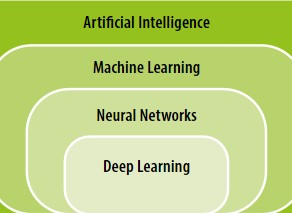 Artificial Intelligence
Machine Learning
Neural Networks
Deep Learning